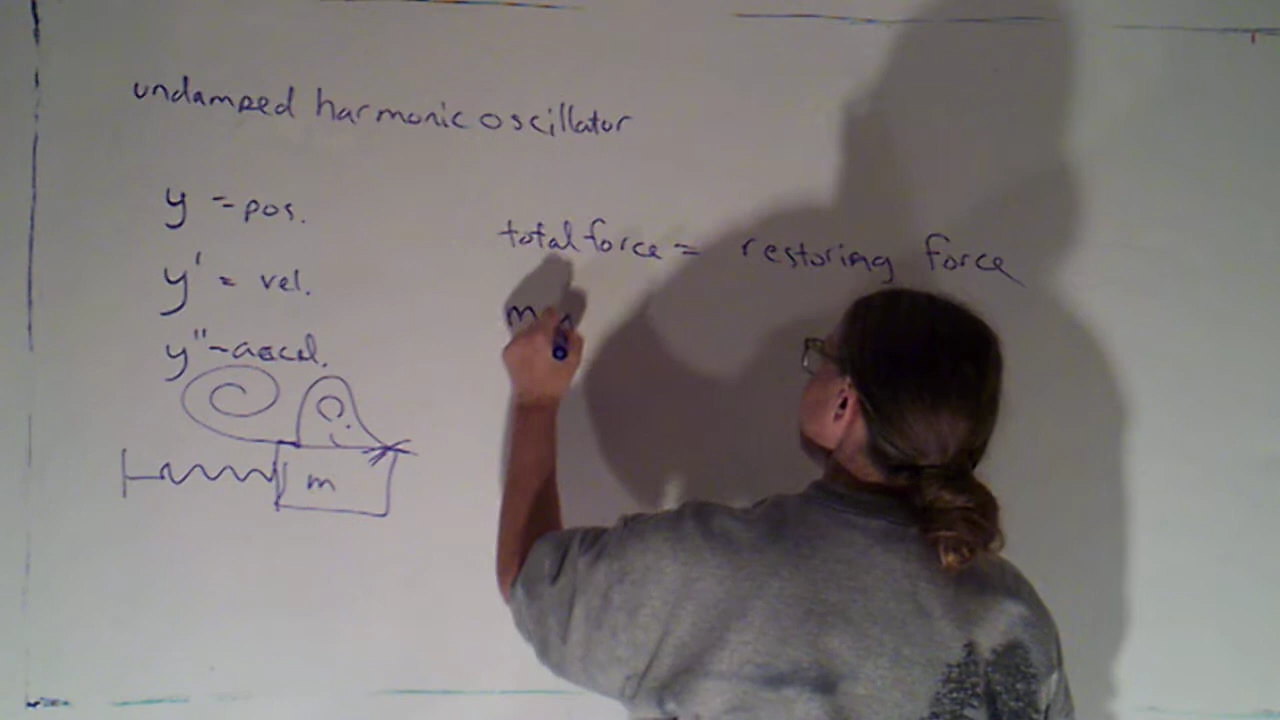 undamped harmonic oscillator
y = pos.
total force = restoring force
y' = vel.
m
y'' - accel.
m